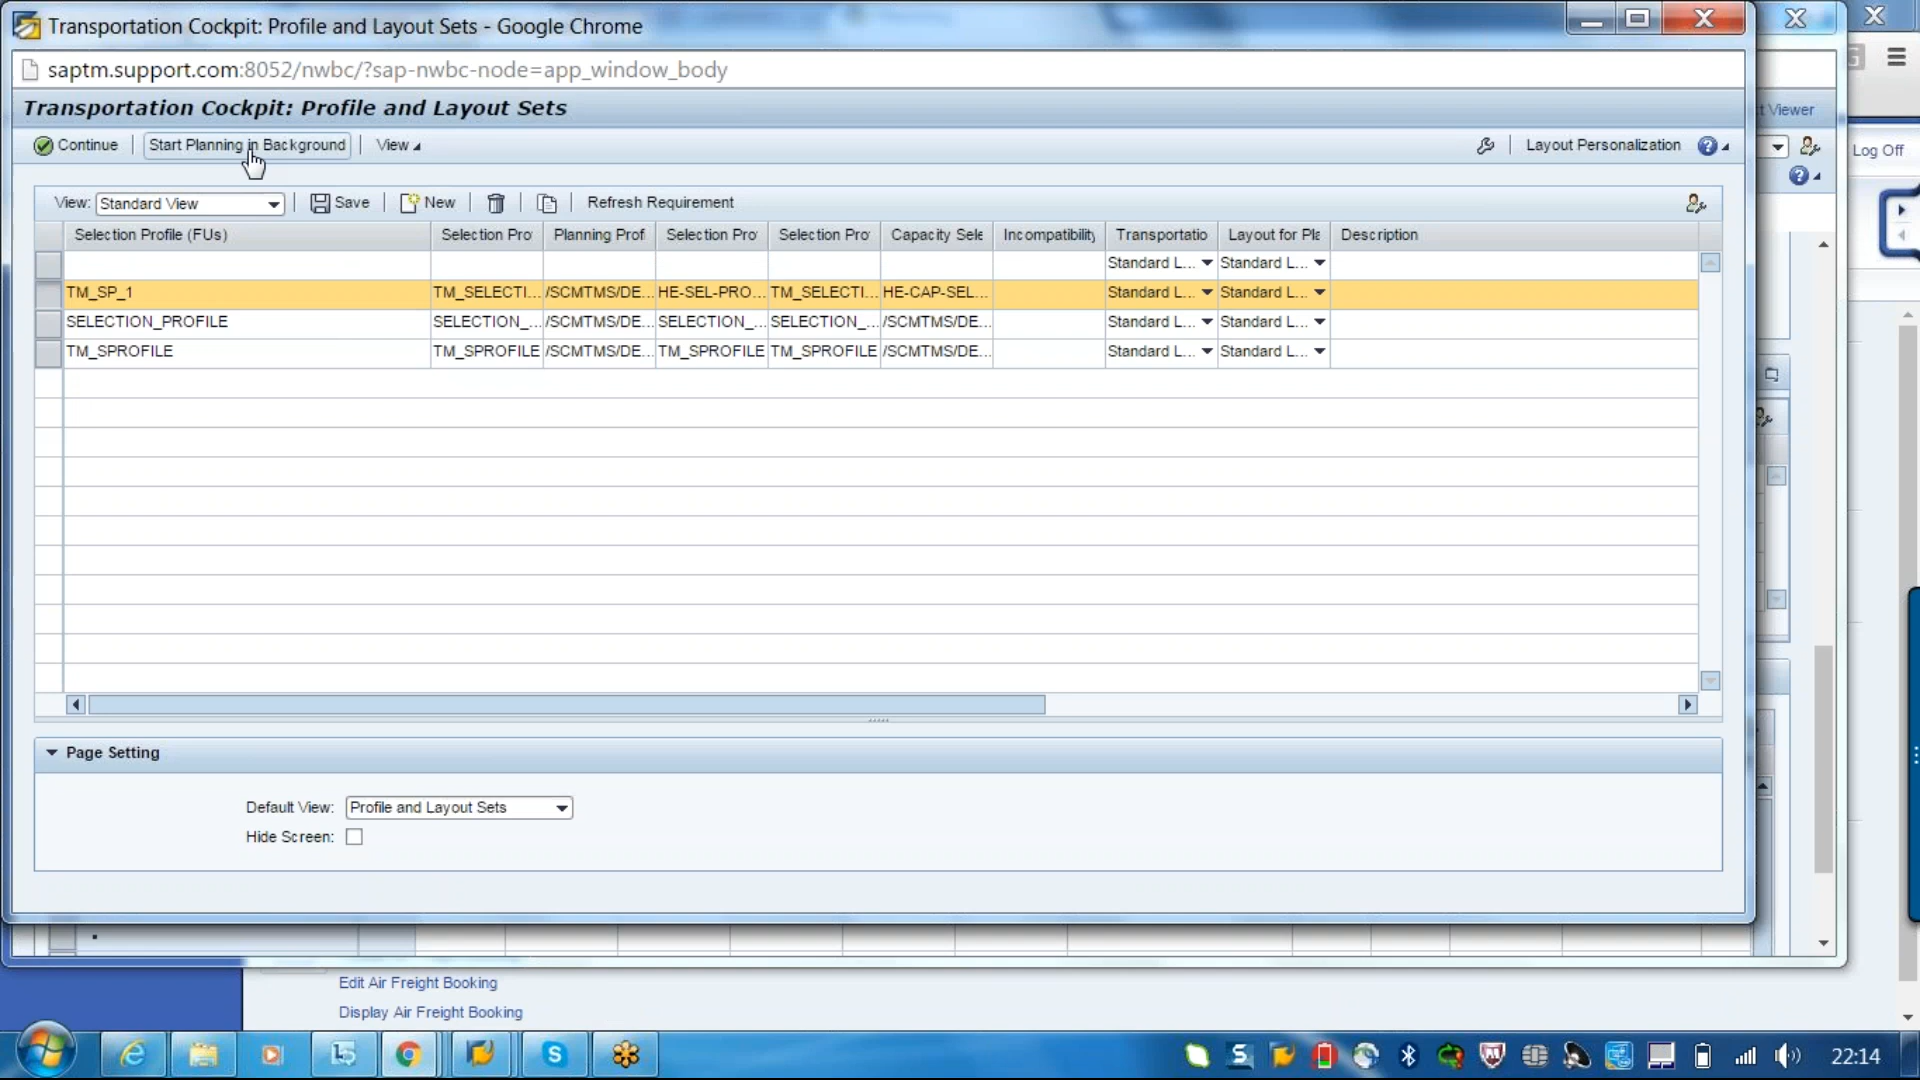 Transportation Cockpit: Profile and Layout Sets - Google Chrome
saptm.support.com:8052/nwbc/?sap-nwbc-node=app_window_body
Transportation Cockpit: Profile and Layout Sets
t Viewer
Continue Start Planning in Background View Layout Personalization
Log Off
View: Standard View Save New Refresh Requirement
Selection Profile (FUs) Selection Pro Planning Prof Selection Pro Selection Pro Capacity Sele Incompatibility Transportatio Layout for Pla Description
Standard L... Standard L...
TM_SP_1 TM_SELECTI... /SCMTMS/DE... HE-SEL-PRO... TM_SELECTI... HE-CAP-SEL... Standard L... Standard L...
SELECTION_PROFILE SELECTION_... /SCMTMS/DE... SELECTION_... SELECTION_... /SCMTMS/DE... Standard L... Standard L...
TM_SPROFILE TM_SPROFILE /SCMTMS/DE... TM_SPROFILE TM_SPROFILE /SCMTMS/DE... Standard L... Standard L...
Page Setting
Default View: Profile and Layout Sets
Hide Screen:
Edit Air Freight Booking
Display Air Freight Booking
22:14